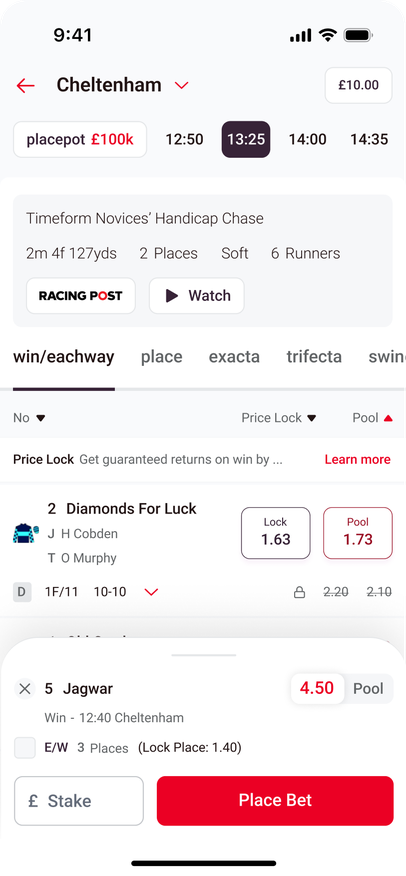 9:41
Cheltenham £10.00
placepot £100k 12:50 13:25 14:00 14:35
Timeform Novices' Handicap Chase
2m 4f 127yds 2 Places Soft 6 Runners
RACING POST Watch
win/eachway place exacta trifecta swin
No Price Lock Pool
Price Lock Get guaranteed returns on win by ... Learn more
2 Diamonds For Luck
J H Cobden
T O Murphy
Lock 1.63
Pool 1.73
D 1F/11 10-10 2.20 2.10
5 Jagwar 4.50 Pool
Win - 12:40 Cheltenham
E/W 3 Places (Lock Place: 1.40)
£ Stake Place Bet